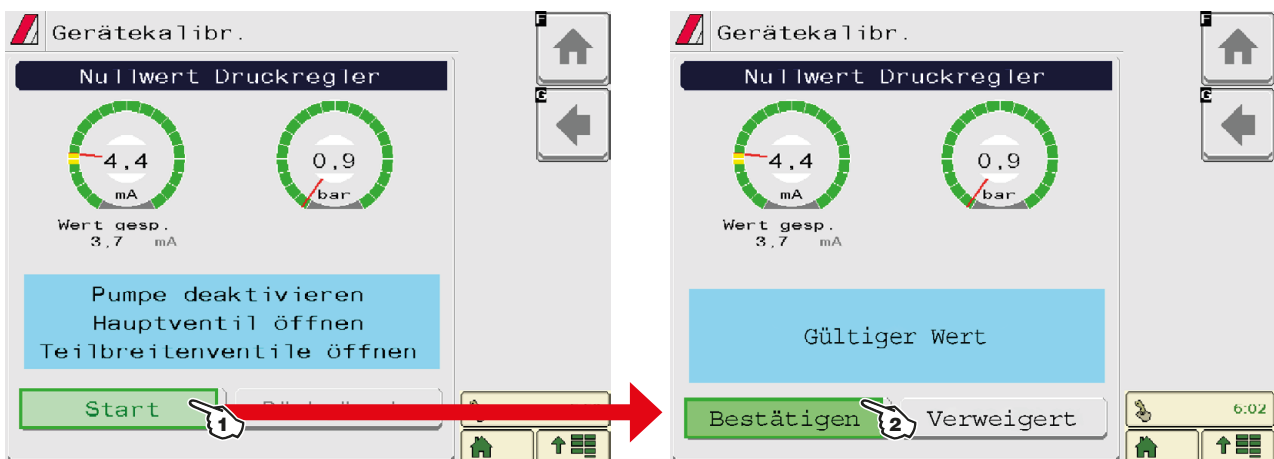 Gerätekalibr.
F
Nullwert Druckregler
G
4,4
mA
0,9
bar
Wert gesp.
3,7 mA
Pumpe deaktivieren
Hauptventil öffnen
Teilbreitenventile öffnen
Start
1
Gerätekalibr.
F
Nullwert Druckregler
G
4,4
mA
0,9
bar
Wert gesp.
3,7 mA
Gültiger Wert
Bestätigen
2
Verweigert
6:02